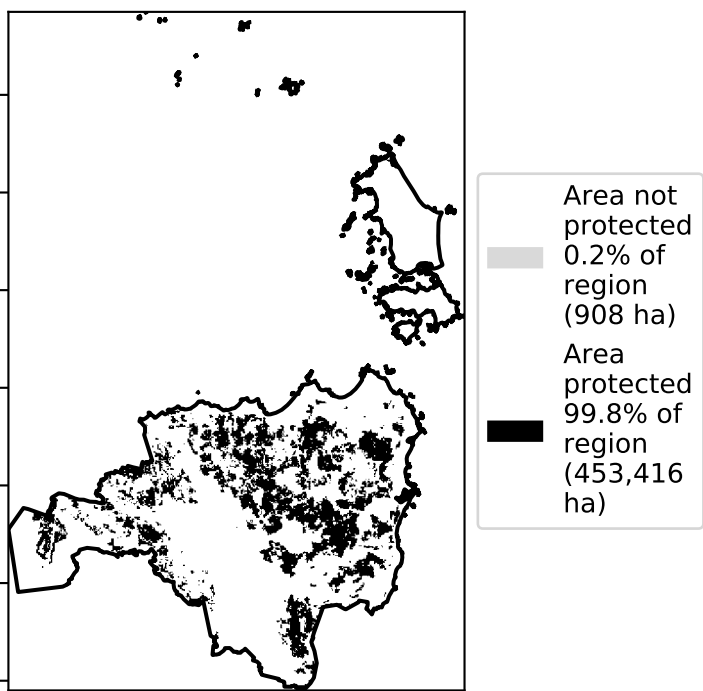 Area not
protected
0.2% of
region
(908 ha)
Area
protected
99.8% of
region
(453,416
ha)